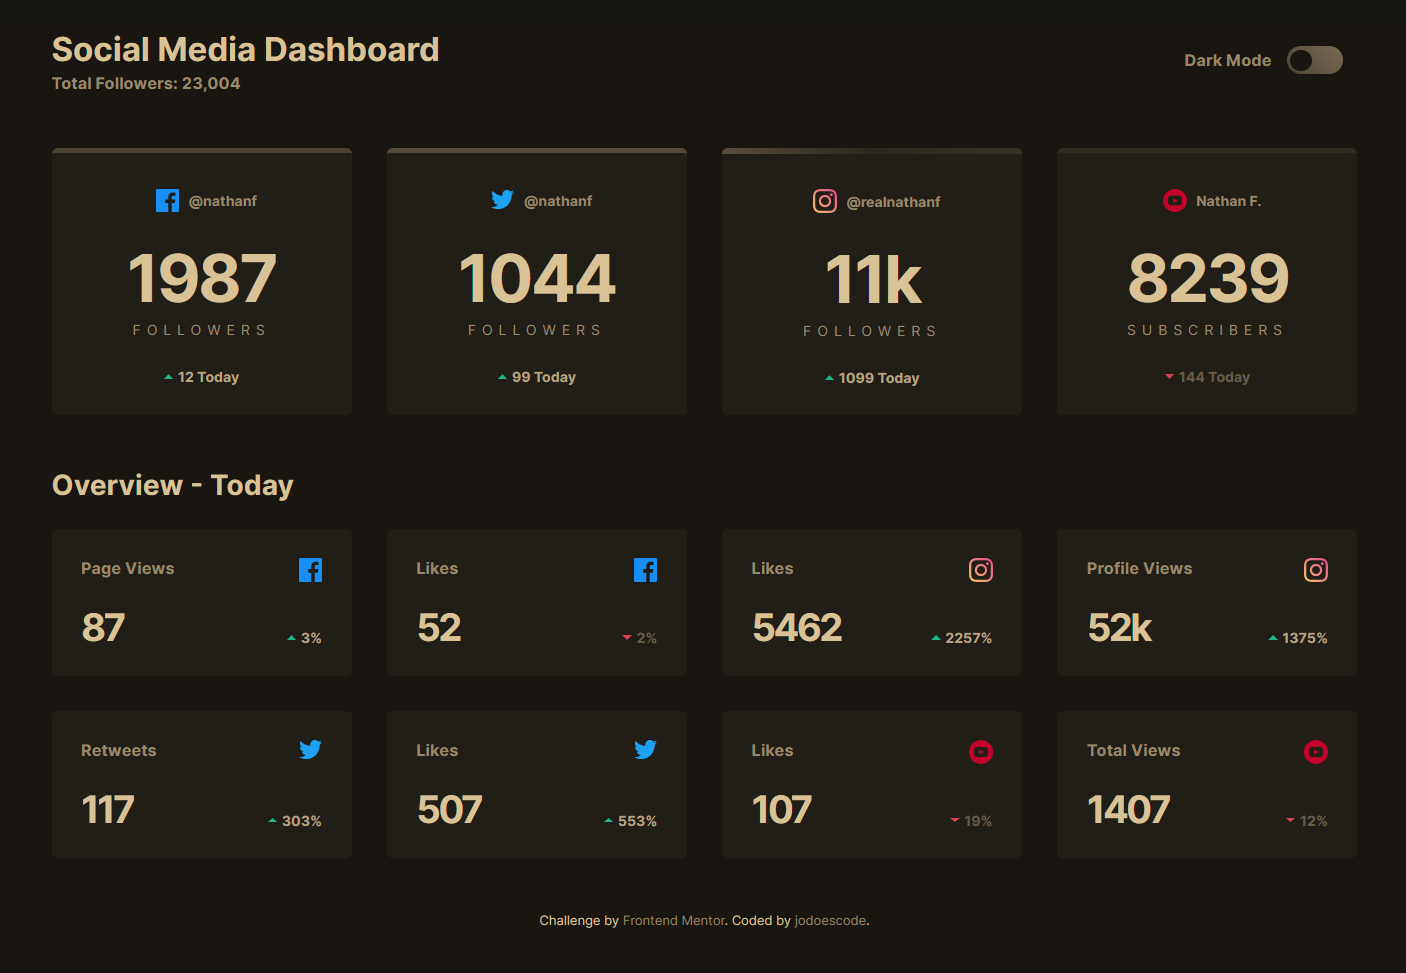 Social Media Dashboard
Total Followers: 23,004
Dark Mode
@nathanf
1987
FOLLOWERS
12 Today
@nathanf
1044
FOLLOWERS
99 Today
@realnathanf
11k
FOLLOWERS
1099 Today
Nathan F.
8239
SUBSCRIBERS
144 Today
Overview - Today
Page Views
87
3%
Likes
52
2%
Likes
5462
2257%
Profile Views
52k
1375%
Retweets
117
303%
Likes
507
553%
Likes
107
19%
Total Views
1407
12%
Challenge by Frontend Mentor. Coded by jodoescode.